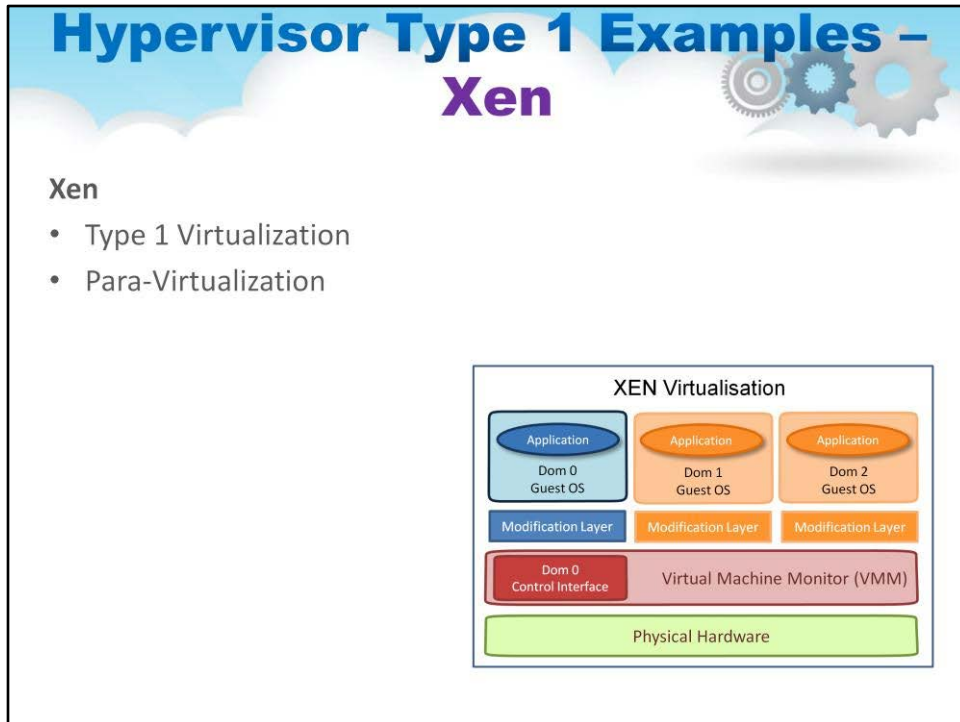 Hypervisor Type 1 Examples –
Xen
Xen
• Type 1 Virtualization
• Para-Virtualization
XEN Virtualisation
Application
Dom 0
Guest OS
Application
Dom 1
Guest OS
Application
Dom 2
Guest OS
Modification Layer
Modification Layer
Modification Layer
Dom 0
Control Interface
Virtual Machine Monitor (VMM)
Physical Hardware